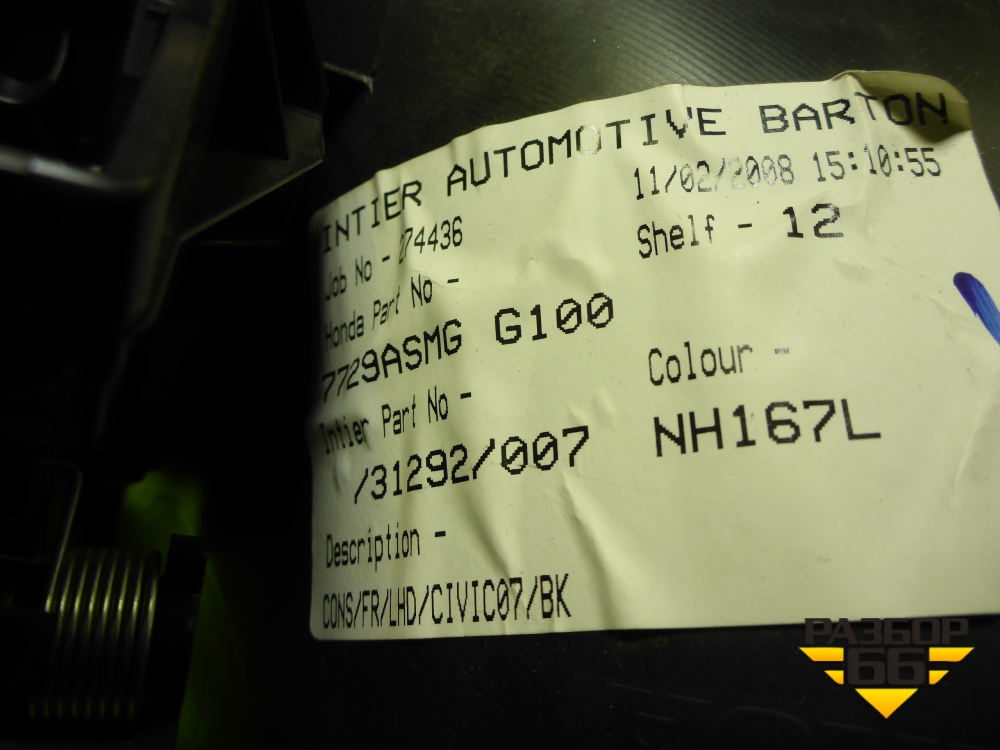 INTIER AUTOMOTIVE BARTON
11/02/2008 15:10:55
Job No - 274436
Shelf - 12
Honda Part No -
7729ASMG G100
Colour -
Intier Part No -
NH167L
/31292/007
Description -
CONS/FR/LHD/CIVIC07/BK
РАЗБОР
66